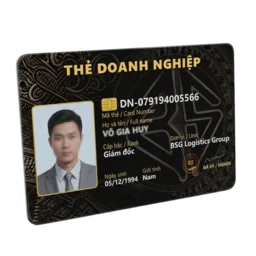 THẺ DOANH NGHIỆP
DN-079194005566
Mã thẻ / Card Number
Họ và tên / Full name
VÕ GIA HUY
Cấp bậc / Rank
Giám đốc
Đơn vị / Unit
BSG Logistics Group
Ngày sinh
05/12/1994
Giới tính
Nam